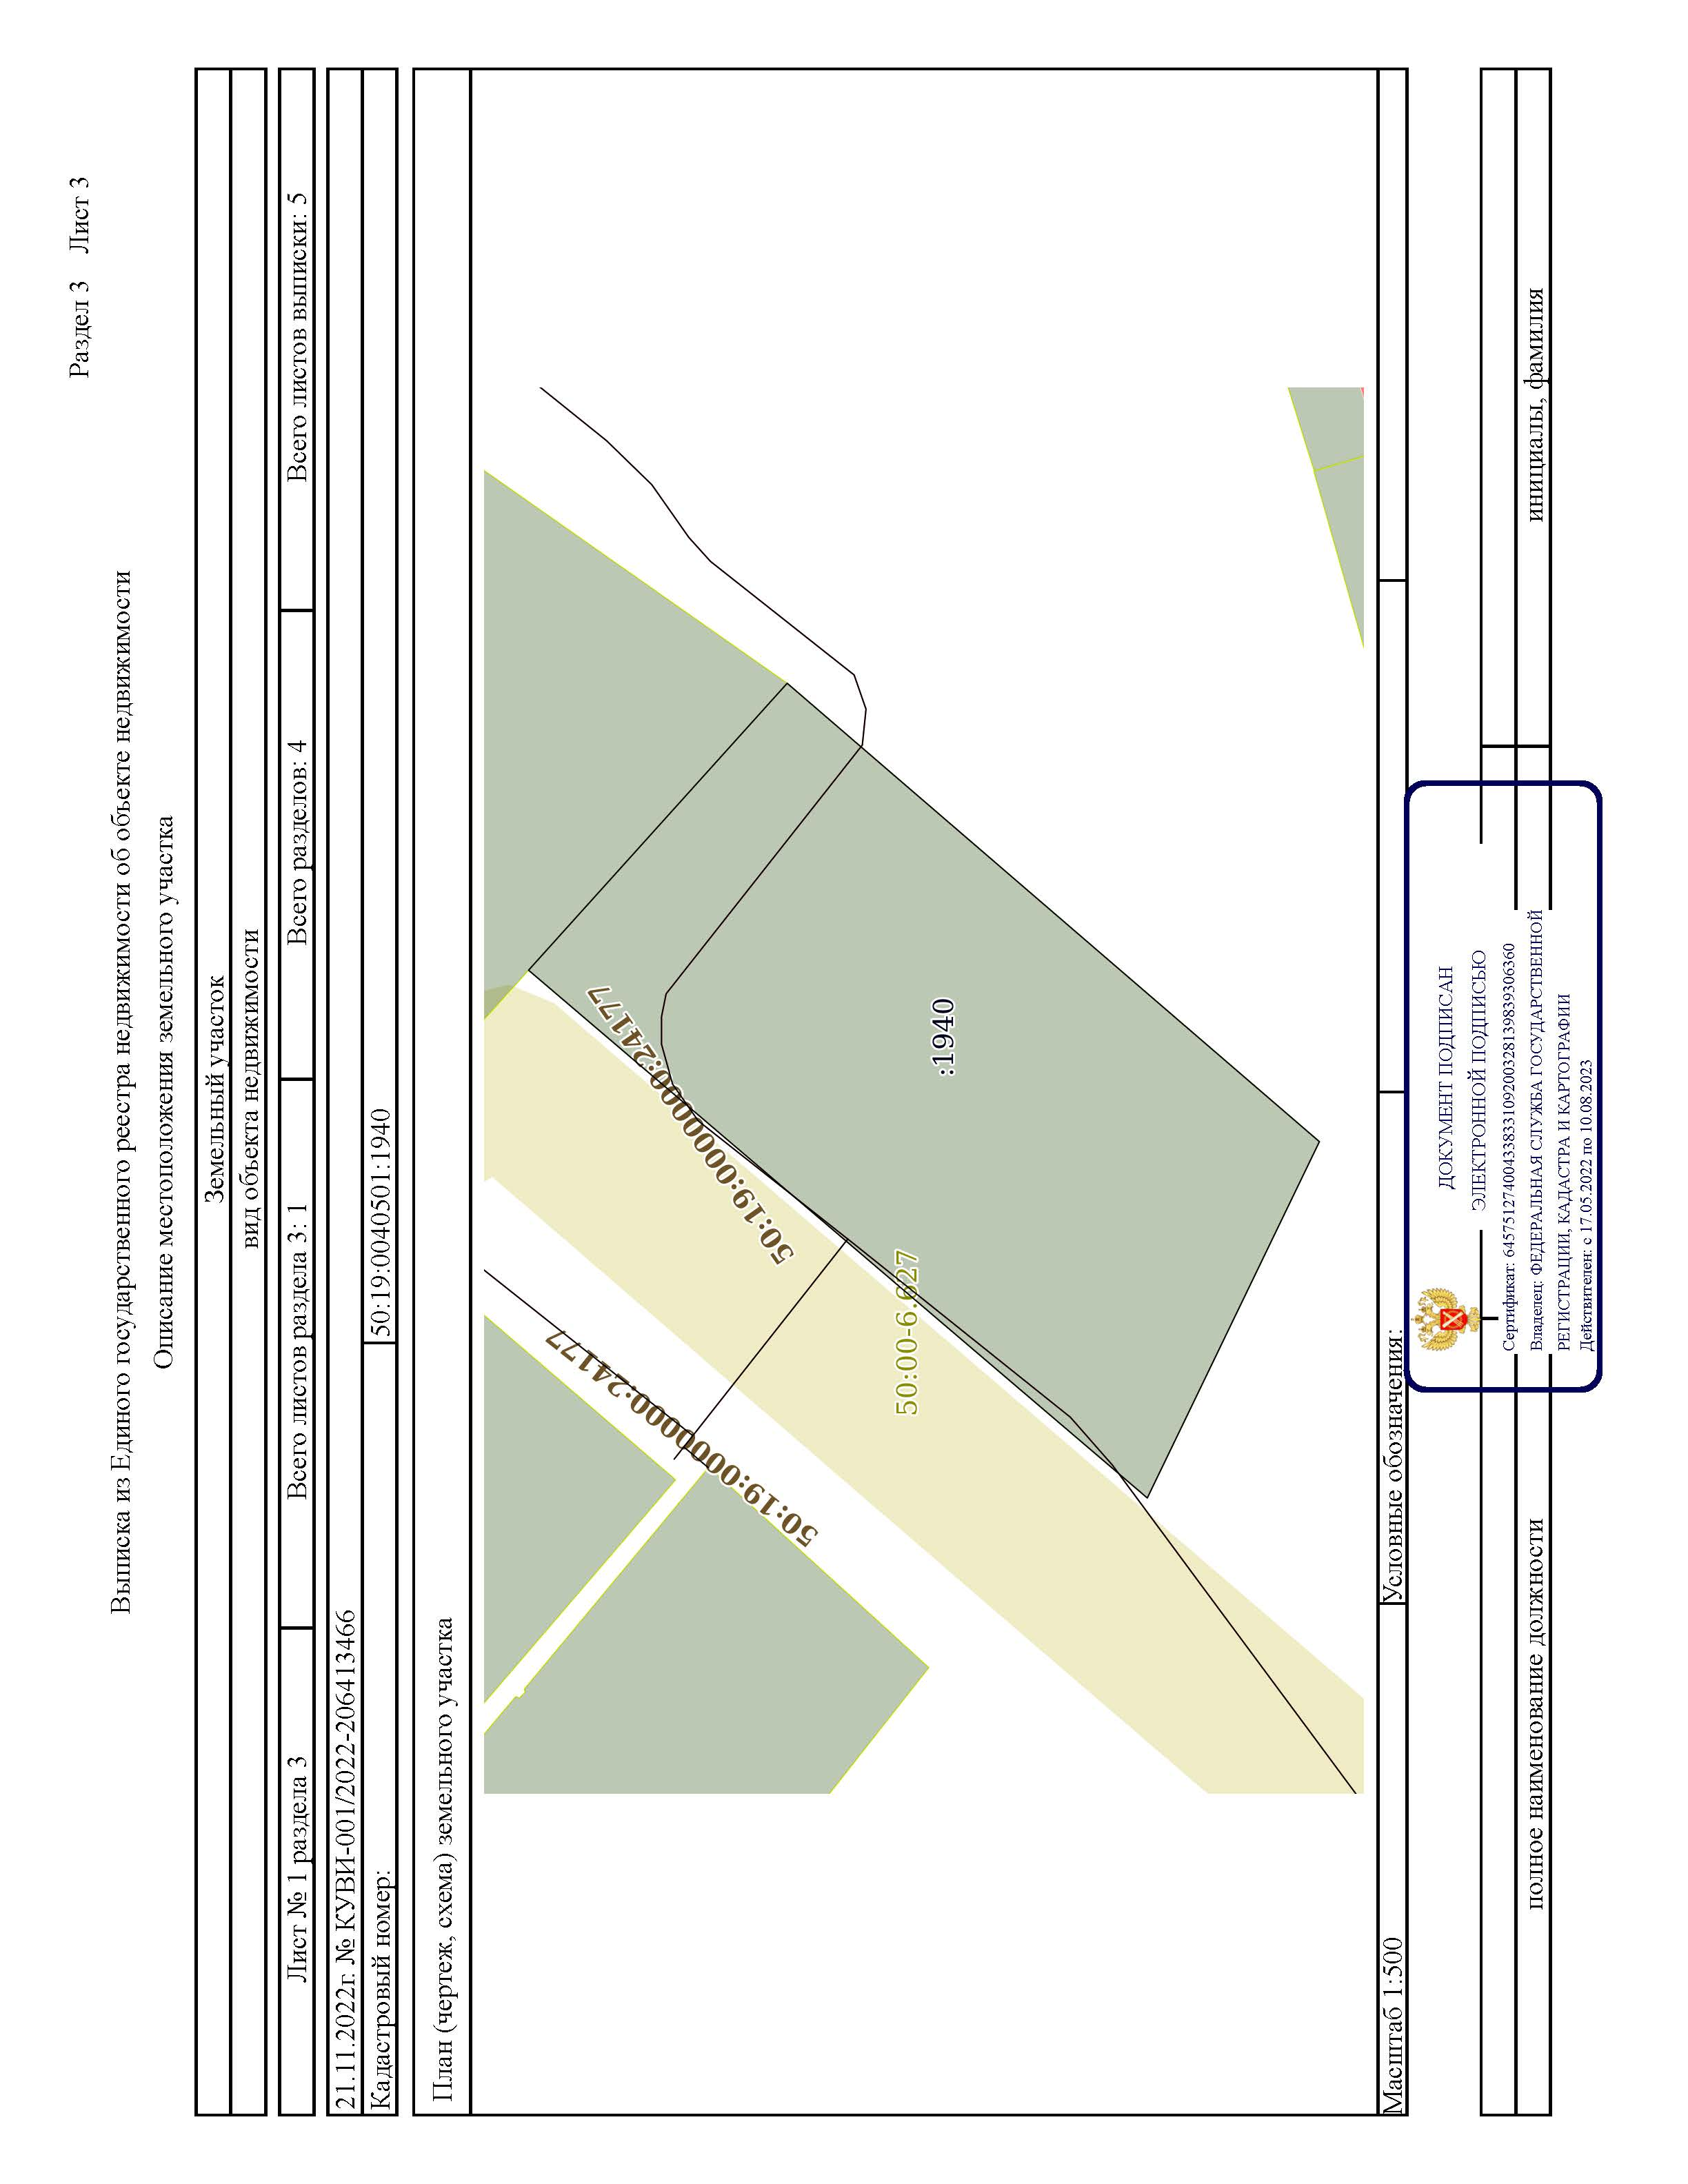 Раздел 3 Лист 3
Выписка из Единого государственного реестра недвижимости об объекте недвижимости
Описание местоположения земельного участка
Земельный участок
вид объекта недвижимости
Лист № 1 раздела 3 Всего листов раздела 3: 1 Всего разделов: 4 Всего листов выписки: 5
21.11.2022г. № КУВИ-001/2022-206413466
Кадастровый номер: 50:19:0040501:1940
План (чертеж, схема) земельного участка
50:19:0000000:24177
50:19:0000000:24177
50:00-6.627
:1940
Масштаб 1:500 Условные обозначения:
ДОКУМЕНТ ПОДПИСАН
ЭЛЕКТРОННОЙ ПОДПИСЬЮ
Сертификат: 64575127400433833109200328139839306360
Владелец: ФЕДЕРАЛЬНАЯ СЛУЖБА ГОСУДАРСТВЕННОЙ
РЕГИСТРАЦИИ, КАДАСТРА И КАРТОГРАФИИ
Действителен: с 17.05.2022 по 10.08.2023
полное наименование должности инициалы, фамилия